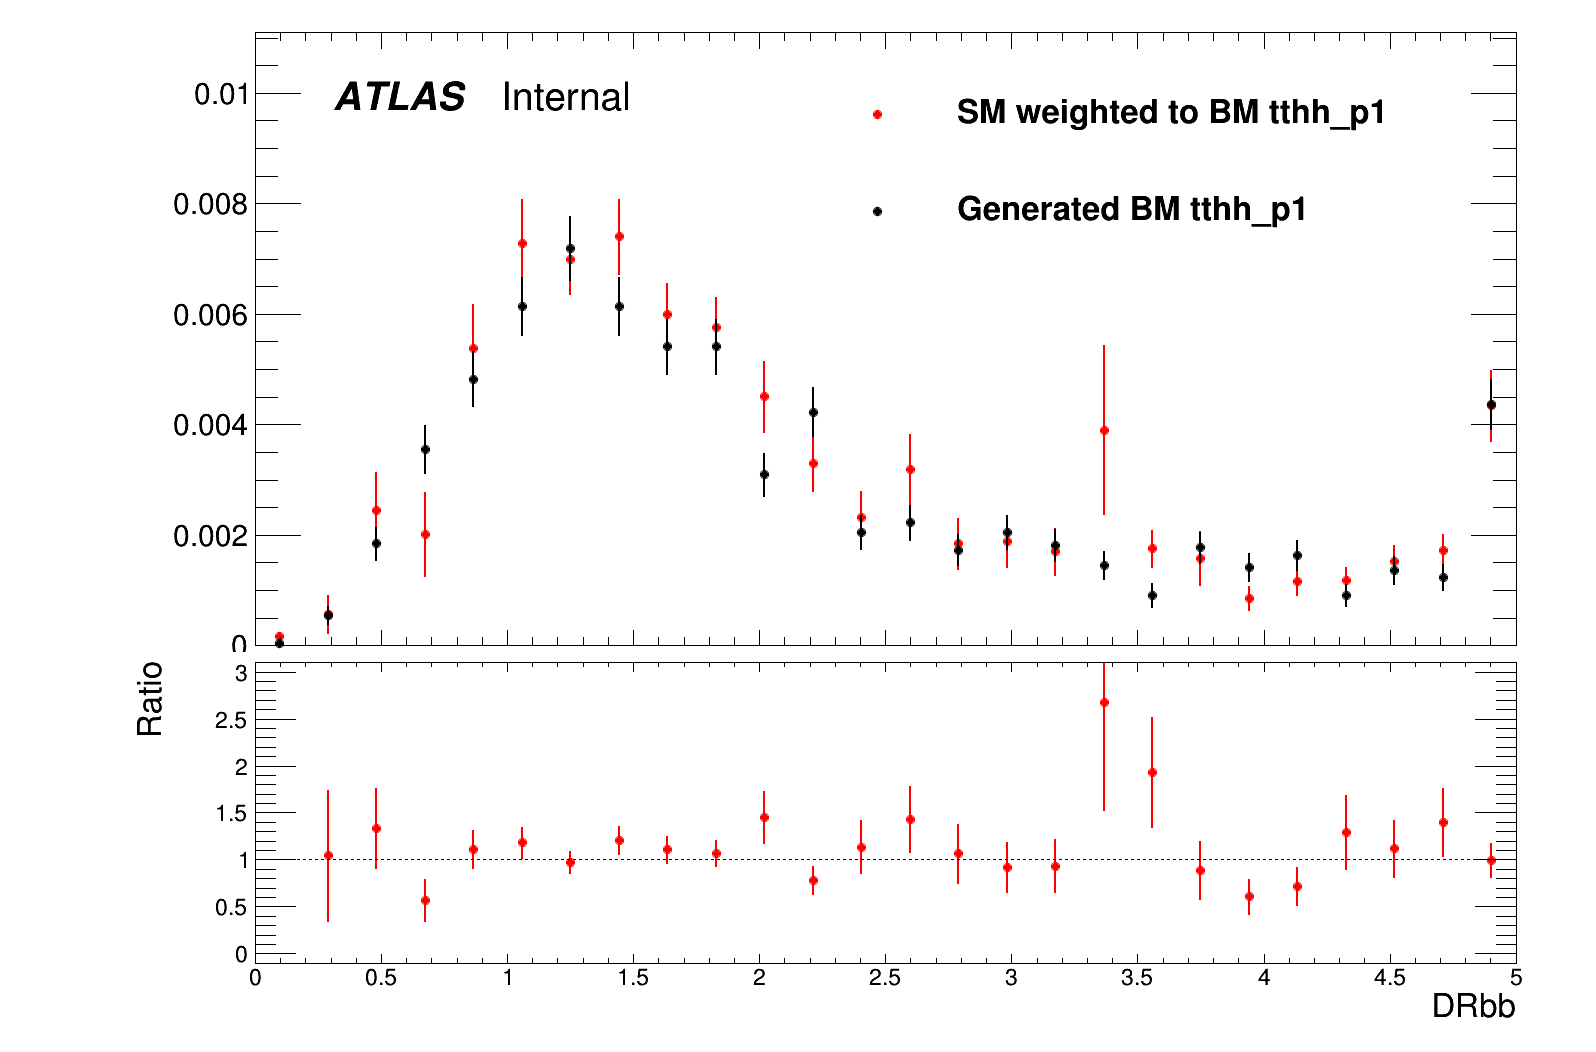 ATLAS Internal
SM weighted to BM tthh_p1
Generated BM tthh_p1
0.01
0.008
0.006
0.004
0.002
0
Ratio
3
2.5
2
1.5
1
0.5
0
0 0.5 1 1.5 2 2.5 3 3.5 4 4.5 5
DRbb